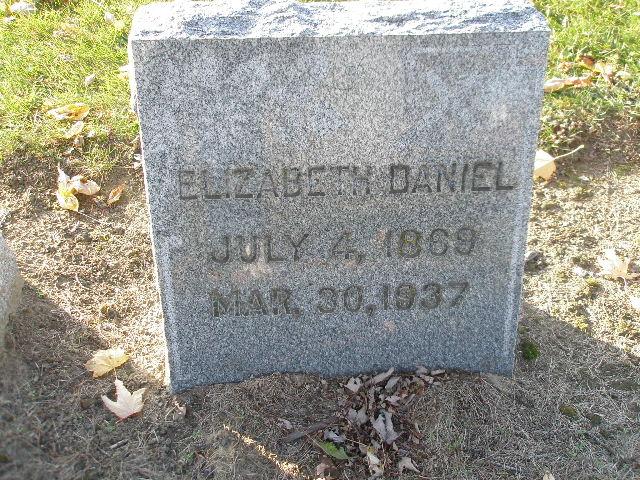 ELIZABETH DANIEL
JULY 4, 1869
MAR. 30, 1937